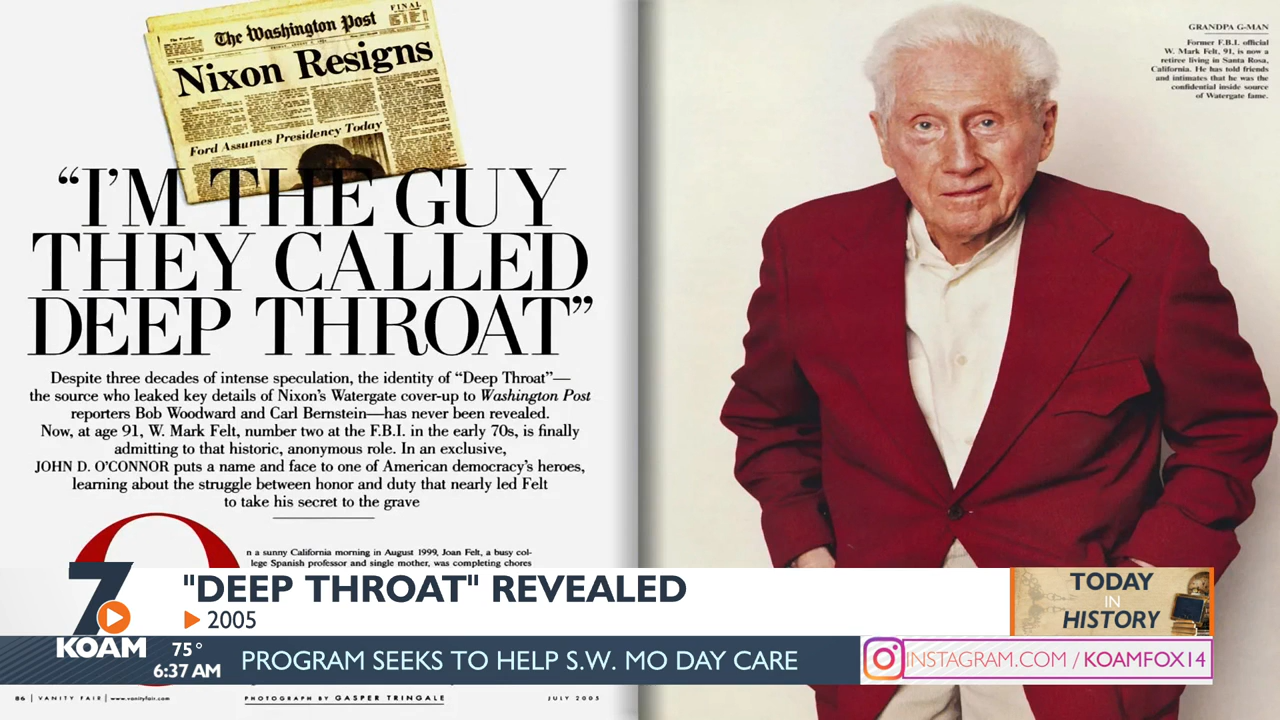 FINAL
The Washington Post
Nixon Resigns
Ford Assumes Presidency Today
“I’M THE GUY
THEY CALLED
DEEP THROAT”
Despite three decades of intense speculation, the identity of “Deep Throat”—
the source who leaked key details of Nixon’s Watergate cover-up to Washington Post
reporters Bob Woodward and Carl Bernstein—has never been revealed.
Now, at age 91, W. Mark Felt, number two at the F.B.I. in the early 70s, is finally
admitting to that historic, anonymous role. In an exclusive,
JOHN D. O’CONNOR puts a name and face to one of American democracy’s heroes,
learning about the struggle between honor and duty that nearly led Felt
to take his secret to the grave
O
n a sunny California morning in August 1999, Joan Felt, a busy col-
lege Spanish professor and single mother, was completing chores
GRANDPA G-MAN
Former F.B.I. official
W. Mark Felt, 91, is now a
retiree living in Santa Rosa,
California. He has told friends
and intimates that he was the
confidential inside source
of Watergate fame.
7
KOAM
"DEEP THROAT" REVEALED
2005
TODAY
IN
HISTORY
75°
6:37 AM
PROGRAM SEEKS TO HELP S.W. MO DAY CARE
INSTAGRAM.COM / KOAMFOX14
86 | VANITY FAIR | www.vanityfair.com
PHOTOGRAPH BY GASPER TRINGALE
JULY 2005